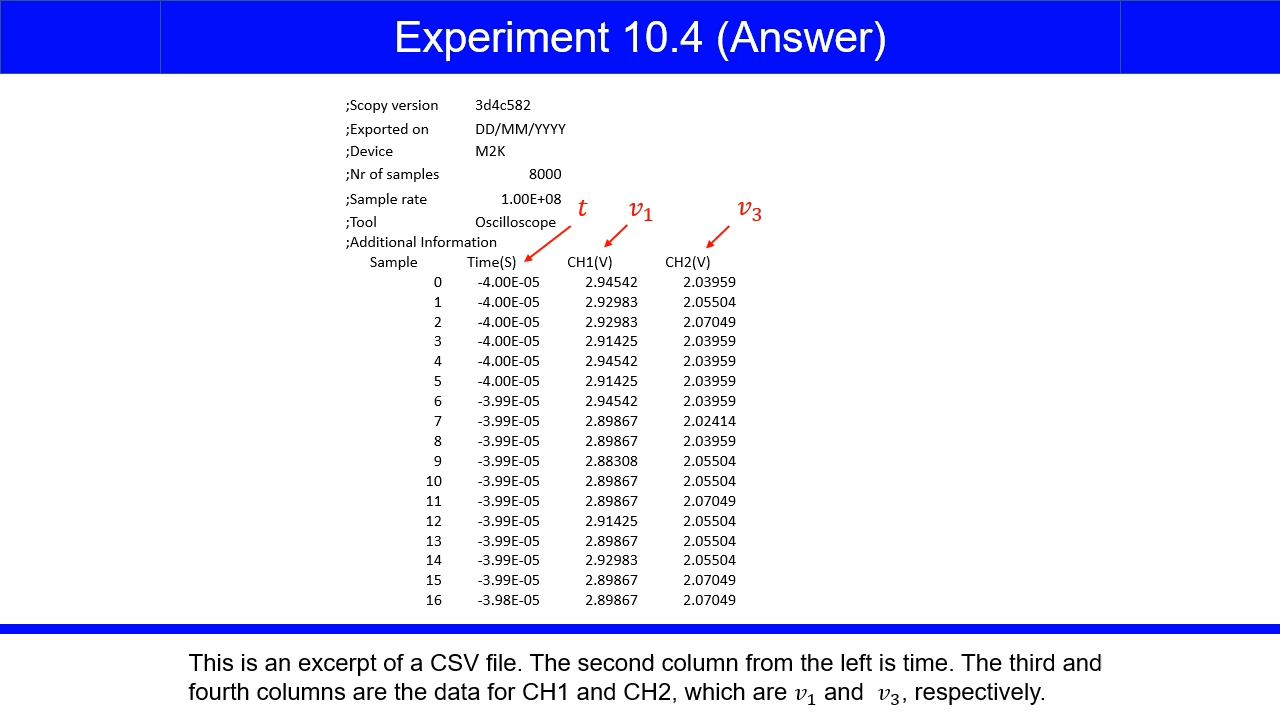 Experiment 10.4 (Answer)
;Scopy version 3d4c582
;Exported on DD/MM/YYYY
;Device M2K
;Nr of samples 8000
;Sample rate 1.00E+08
;Tool Oscilloscope
t v₁ v₃
;Additional Information
Sample Time(S) CH1(V) CH2(V)
0 -4.00E-05 2.94542 2.03959
1 -4.00E-05 2.92983 2.05504
2 -4.00E-05 2.92983 2.07049
3 -4.00E-05 2.91425 2.03959
4 -4.00E-05 2.94542 2.03959
5 -4.00E-05 2.91425 2.03959
6 -3.99E-05 2.94542 2.03959
7 -3.99E-05 2.89867 2.02414
8 -3.99E-05 2.89867 2.03959
9 -3.99E-05 2.88308 2.05504
10 -3.99E-05 2.89867 2.05504
11 -3.99E-05 2.89867 2.07049
12 -3.99E-05 2.91425 2.05504
13 -3.99E-05 2.89867 2.05504
14 -3.99E-05 2.92983 2.05504
15 -3.99E-05 2.89867 2.07049
16 -3.98E-05 2.89867 2.07049
This is an excerpt of a CSV file. The second column from the left is time. The third and
fourth columns are the data for CH1 and CH2, which are v₁ and v₃, respectively.